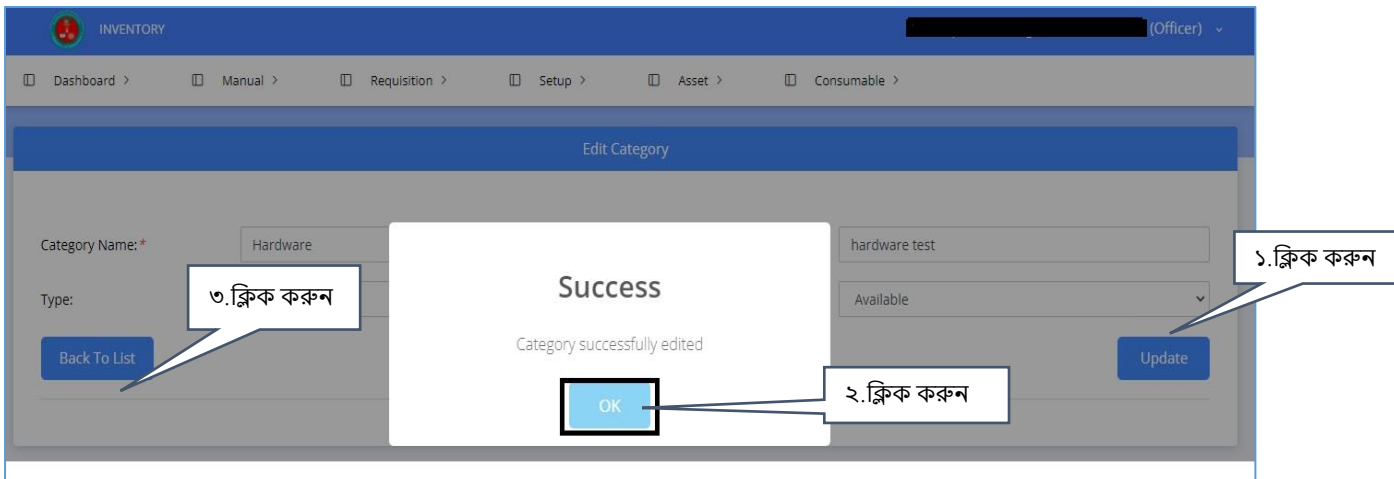 INVENTORY
(Officer)
Dashboard > Manual > Requisition > Setup > Asset > Consumable >
Edit Category
Category Name:* Hardware
hardware test
১.ক্লিক করুন
Type:
৩.ক্লিক করুন
Success
Available
Category successfully edited
Back To List
Update
OK
২.ক্লিক করুন